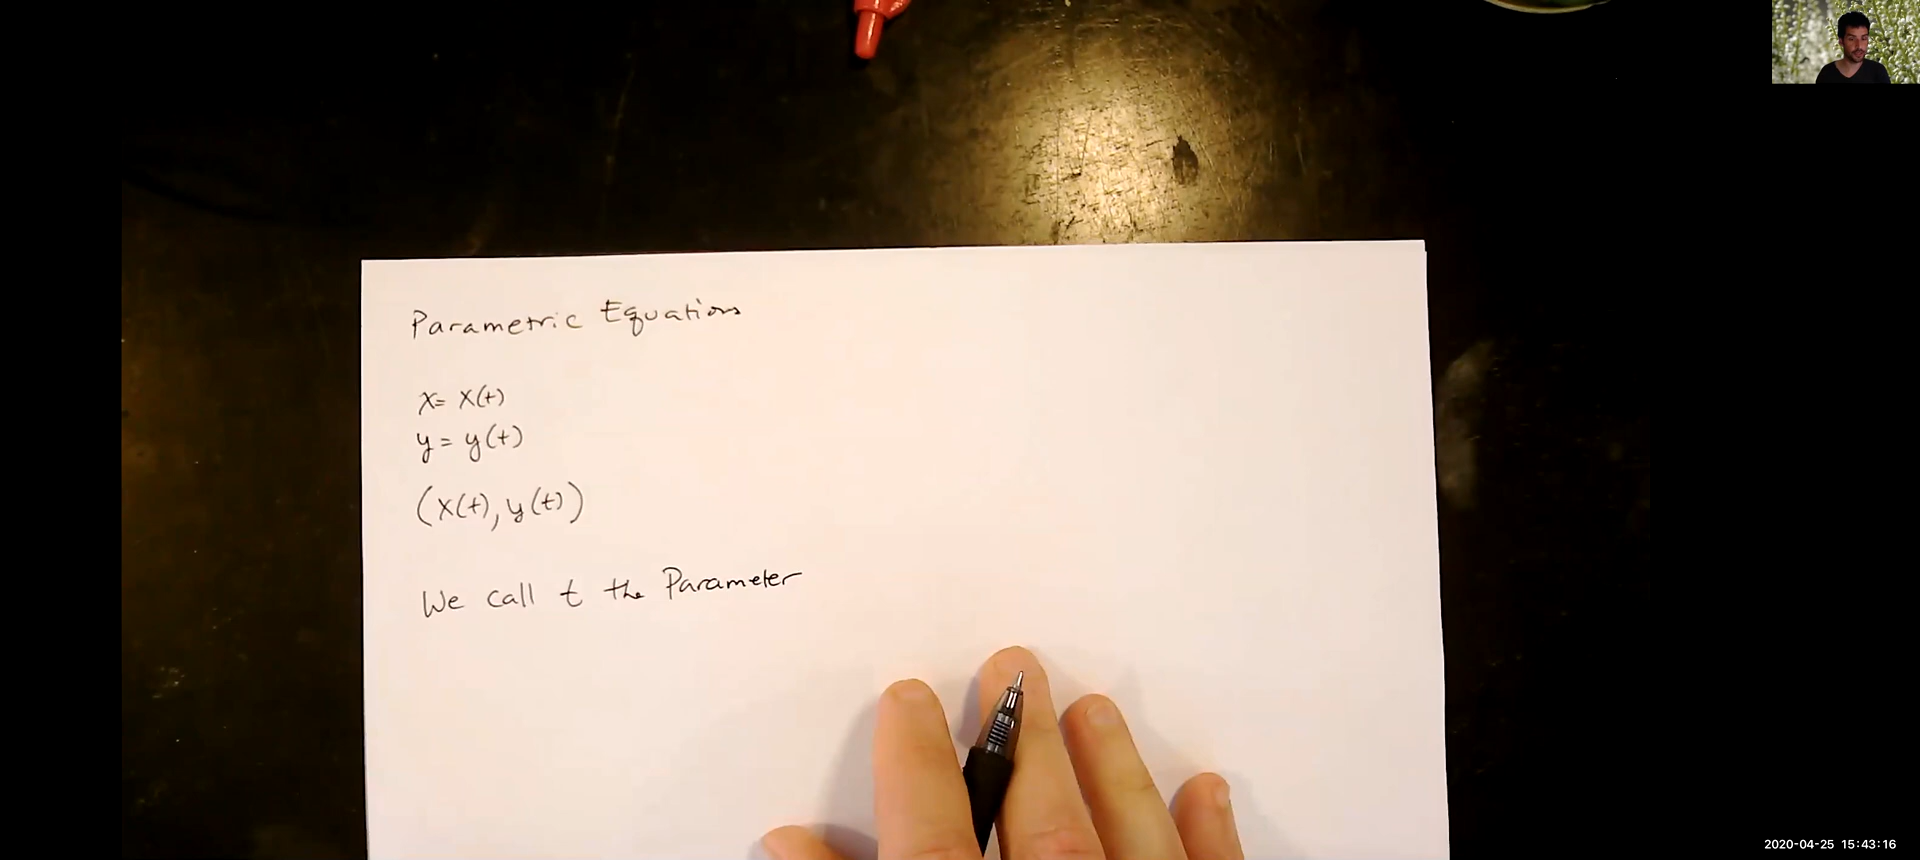 Parametric Equations
x = x(t)
y = y(t)
(x(t), y(t))
We call t the Parameter
2020-04-25 15:43:16